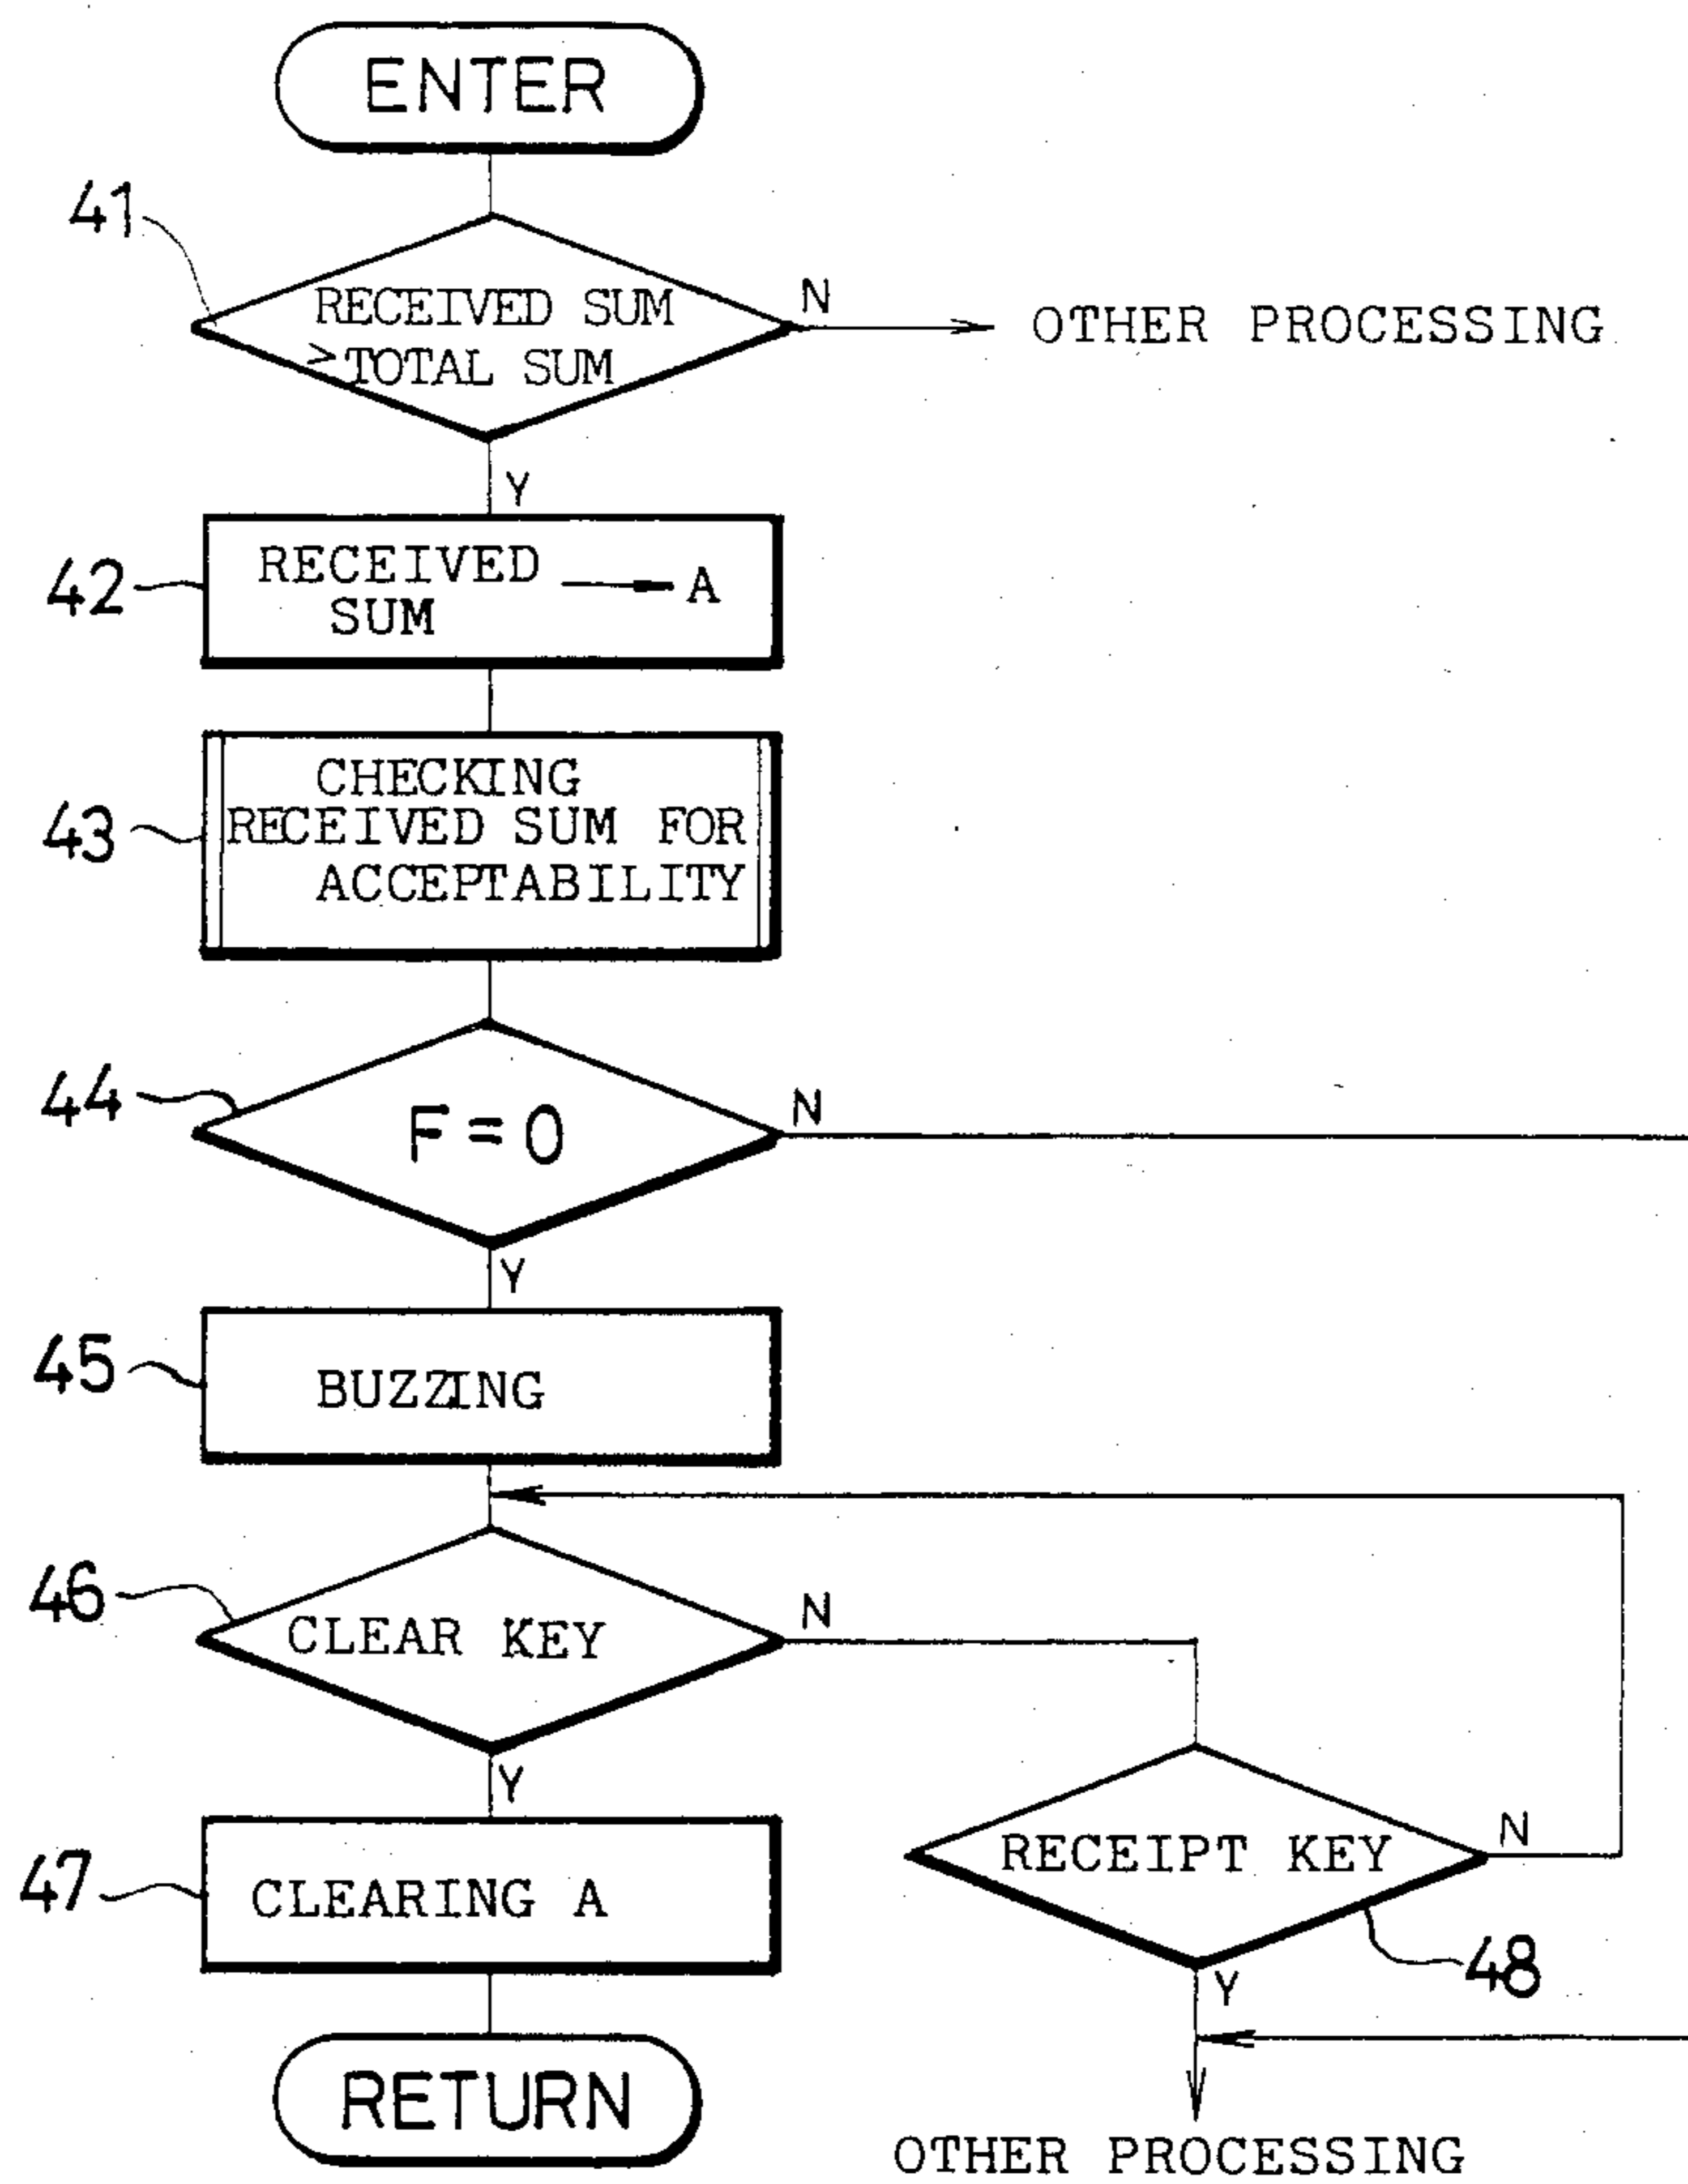 ENTER
41
RECEIVED SUM
>TOTAL SUM
N
OTHER PROCESSING
Y
42
RECEIVED
SUM
→ A
43
CHECKING
RECEIVED SUM FOR
ACCEPTABILITY
44
F = 0
N
Y
45
BUZZING
46
CLEAR KEY
N
Y
47
CLEARING A
RECEIPT KEY
N
48
Y
RETURN
OTHER PROCESSING